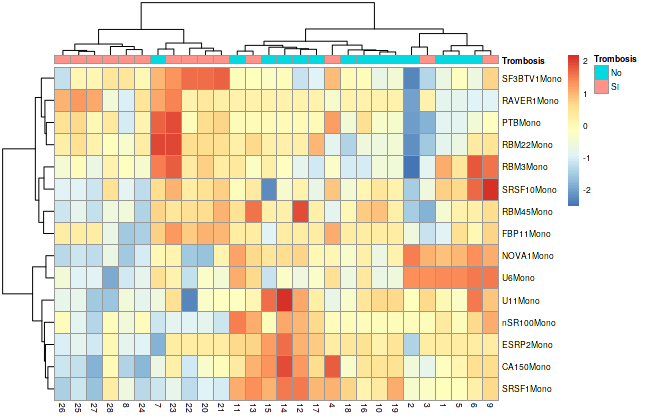 Trombosis
SF3BTV1Mono
RAVER1Mono
PTBMono
RBM22Mono
RBM3Mono
SRSF10Mono
RBM45Mono
FBP11Mono
NOVA1Mono
U6Mono
U11Mono
nSR100Mono
ESRP2Mono
CA150Mono
SRSF1Mono
26 25 27 28 8 24 7 23 22 20 21 11 13 15 14 12 17 4 18 16 10 19 2 3 1 5 6 9
2
1
0
-1
-2
Trombosis
No
SI